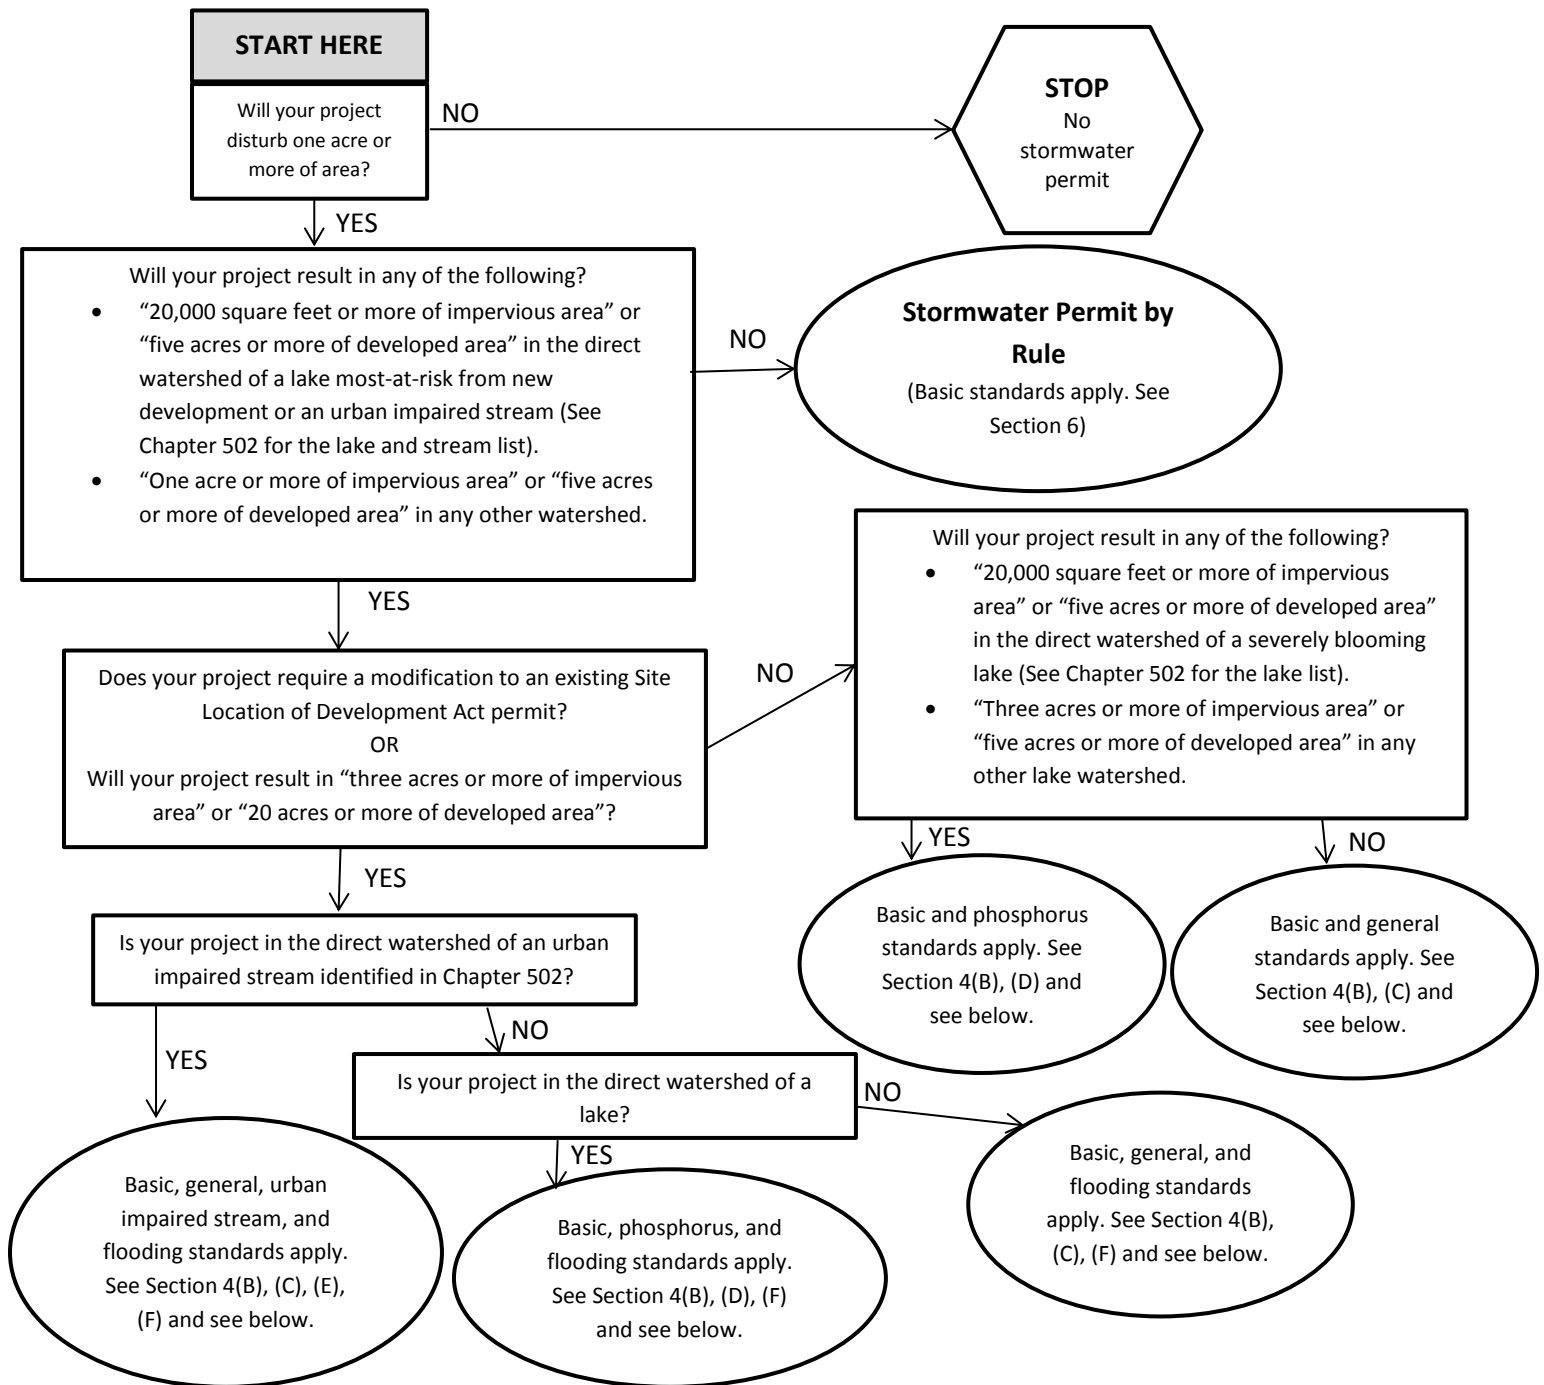 START HERE
Will your project
disturb one acre or
more of area?
NO
STOP
No
stormwater
permit
YES
Will your project result in any of the following?
• “20,000 square feet or more of impervious area” or
“five acres or more of developed area” in the direct
watershed of a lake most-at-risk from new
development or an urban impaired stream (See
Chapter 502 for the lake and stream list).
• “One acre or more of impervious area” or “five acres
or more of developed area” in any other watershed.
NO
Stormwater Permit by
Rule
(Basic standards apply. See
Section 6)
YES
Does your project require a modification to an existing Site
Location of Development Act permit?
OR
Will your project result in “three acres or more of impervious
area” or “20 acres or more of developed area”?
NO
Will your project result in any of the following?
• “20,000 square feet or more of impervious
area” or “five acres or more of developed area”
in the direct watershed of a severely blooming
lake (See Chapter 502 for the lake list).
• “Three acres or more of impervious area” or
“five acres or more of developed area” in any
other lake watershed.
YES
Basic and phosphorus
standards apply. See
Section 4(B), (D) and
see below.
NO
Basic and general
standards apply. See
Section 4(B), (C) and
see below.
YES
Is your project in the direct watershed of an urban
impaired stream identified in Chapter 502?
YES
Basic, general, urban
impaired stream, and
flooding standards apply.
See Section 4(B), (C), (E),
(F) and see below.
NO
Is your project in the direct watershed of a
lake?
YES
Basic, phosphorus, and
flooding standards apply.
See Section 4(B), (D), (F)
and see below.
NO
Basic, general, and
flooding standards
apply. See Section 4(B),
(C), (F) and see below.